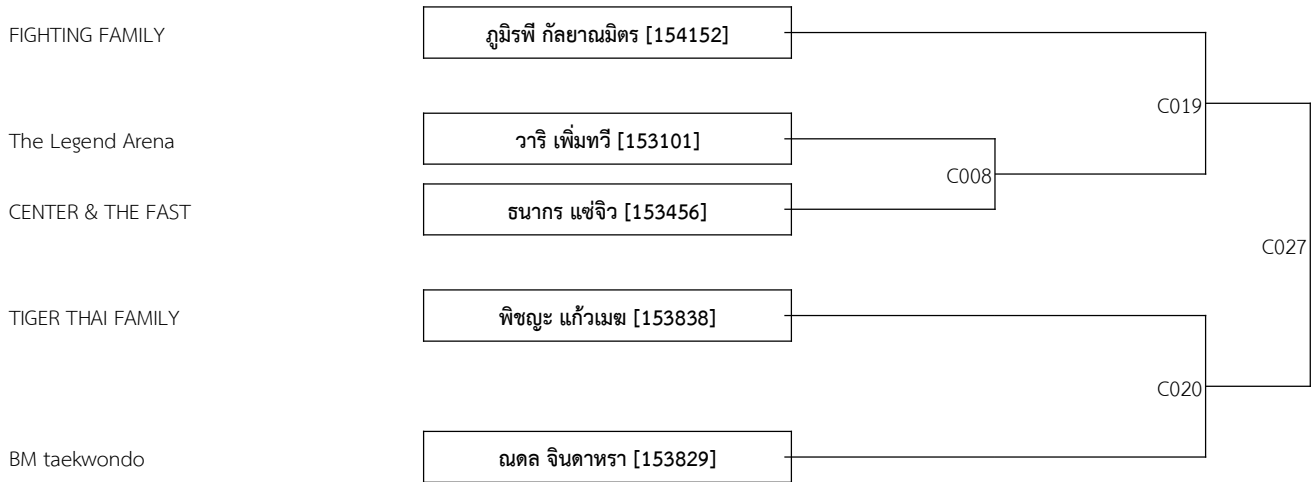 FIGHTING FAMILY
ภูมิรพี กัลยาณมิตร [154152]
C019
The Legend Arena
วาริ เพิ่มทวี [153101]
C008
CENTER & THE FAST
ธนากร แซ่จิว [153456]
C027
TIGER THAI FAMILY
พิชญะ แก้วเมฆ [153838]
C020
BM taekwondo
ณดล จินดาหรา [153829]